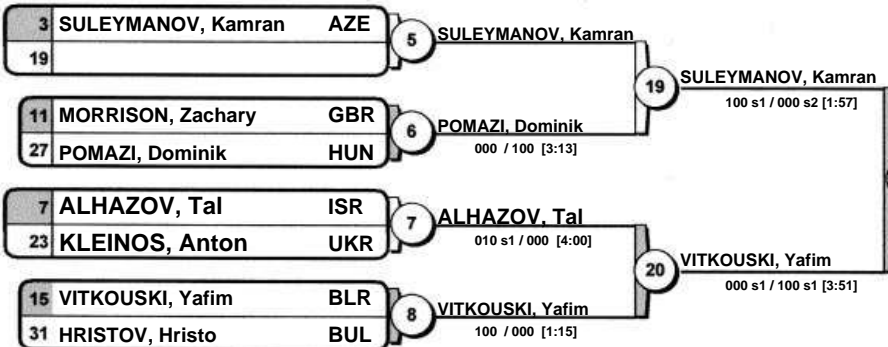 3 SULEYMANOV, Kamran AZE
19
5
SULEYMANOV, Kamran
11 MORRISON, Zachary GBR
27 POMAZI, Dominik HUN
6
POMAZI, Dominik
000 / 100 [3:13]
19
SULEYMANOV, Kamran
100 s1 / 000 s2 [1:57]
7 ALHAZOV, Tal ISR
23 KLEINOS, Anton UKR
7
ALHAZOV, Tal
010 s1 / 000 [4:00]
15 VITKOUSKI, Yafim BLR
31 HRISTOV, Hristo BUL
8
VITKOUSKI, Yafim
100 / 000 [1:15]
20
VITKOUSKI, Yafim
000 s1 / 100 s1 [3:51]